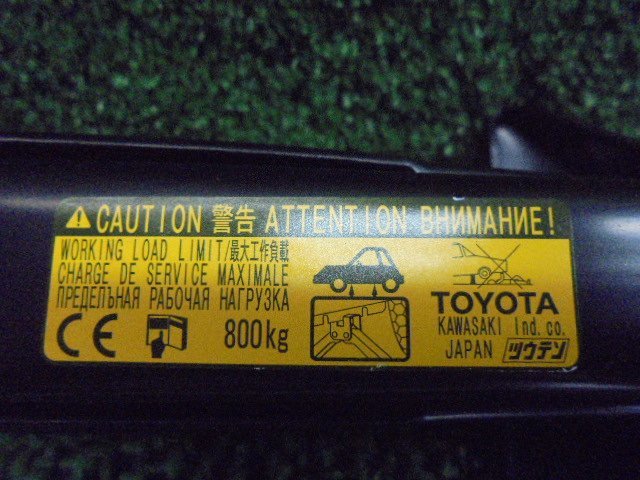 ⚠ CAUTION 警告 ATTENTION ВНИМАНИЕ!
WORKING LOAD LIMIT/最大工作負載
CHARGE DE SERVICE MAXIMALE
ПРЕДЕЛЬНАЯ РАБОЧАЯ НАГРУЗКА
CE 800kg
TOYOTA
KAWASAKI Ind. co.
JAPAN ツウテン